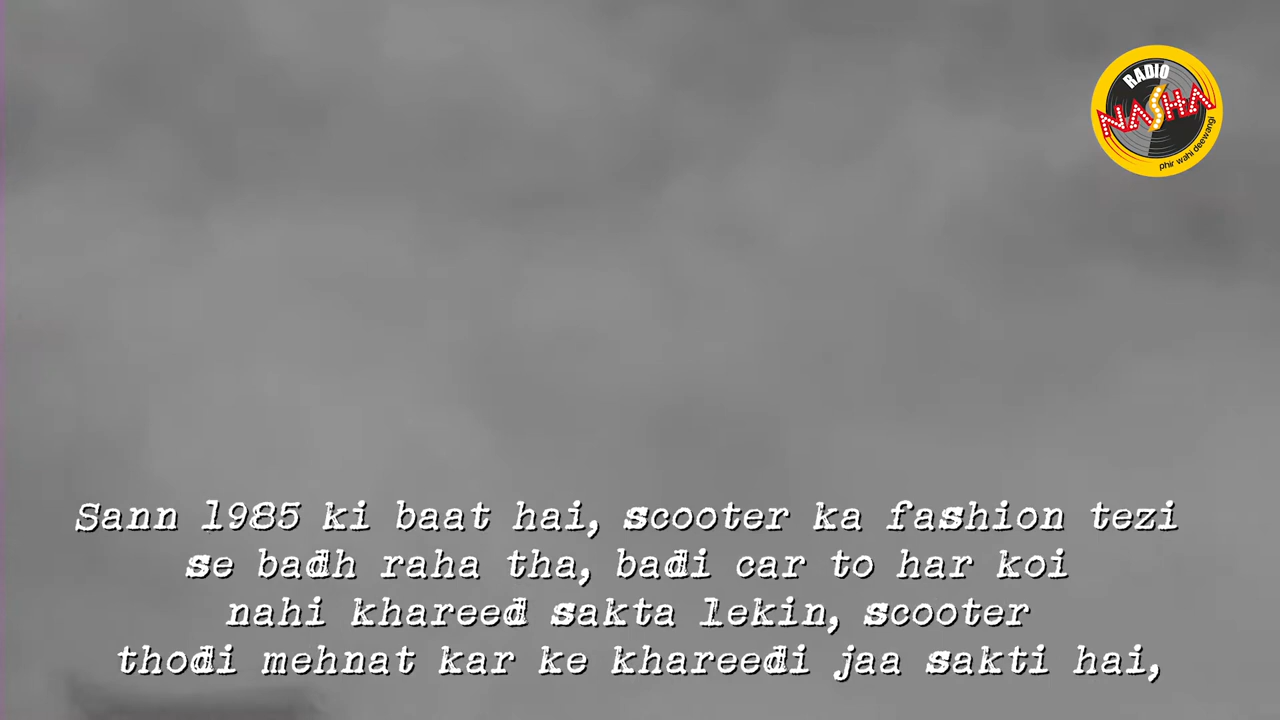 RADIO
NASHA
phir wahi deewangi
Sann 1985 ki baat hai, scooter ka fashion tezi
se badh raha tha, badi car to har koi
nahi khareed sakta lekin, scooter
thodi mehnat kar ke khareedi jaa sakti hai,